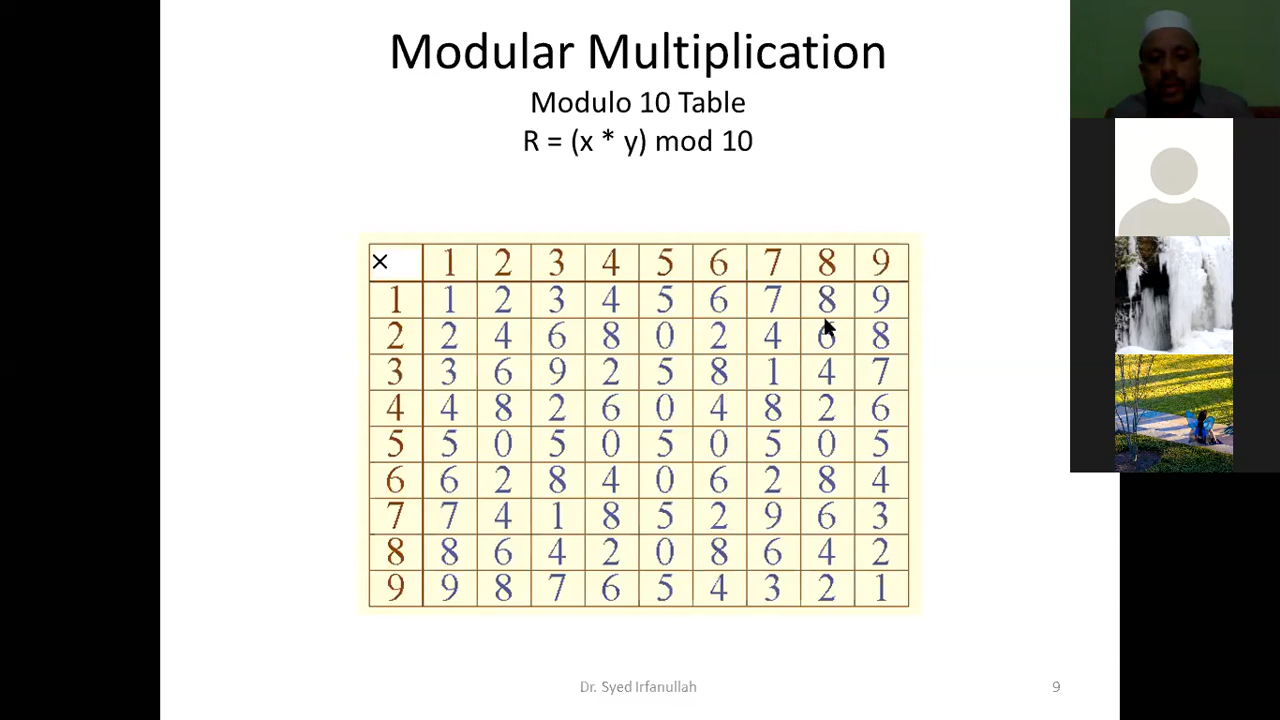 Modular Multiplication
Modulo 10 Table
R = (x * y) mod 10
× 1 2 3 4 5 6 7 8 9
1 1 2 3 4 5 6 7 8 9
2 2 4 6 8 0 2 4 6 8
3 3 6 9 2 5 8 1 4 7
4 4 8 2 6 0 4 8 2 6
5 5 0 5 0 5 0 5 0 5
6 6 2 8 4 0 6 2 8 4
7 7 4 1 8 5 2 9 6 3
8 8 6 4 2 0 8 6 4 2
9 9 8 7 6 5 4 3 2 1
Dr. Syed Irfanullah
9